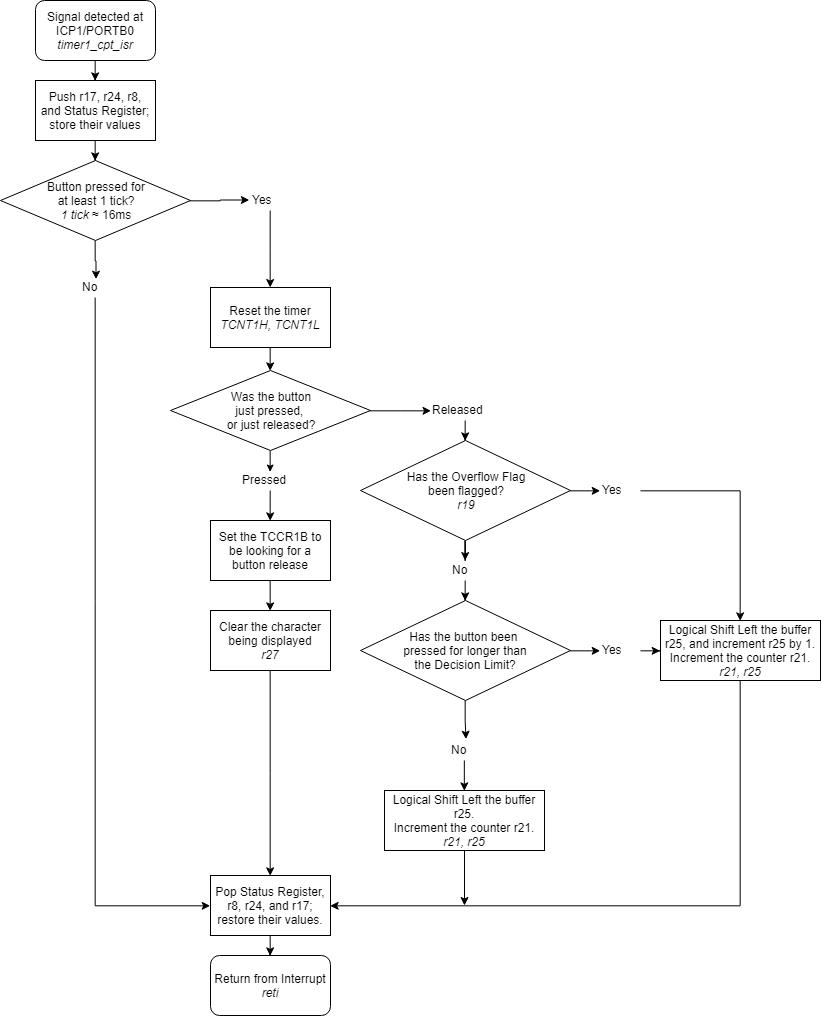 Signal detected at
ICP1/PORTB0
timer1_cpt_isr
Push r17, r24, r8,
and Status Register;
store their values
Button pressed for
at least 1 tick?
1 tick ≈ 16ms
Yes
No
Reset the timer
TCNT1H, TCNT1L
Was the button
just pressed,
or just released?
Released
Pressed
Has the Overflow Flag
been flagged?
r19
Yes
No
Set the TCCR1B to
be looking for a
button release
Clear the character
being displayed
r27
Has the button been
pressed for longer than
the Decision Limit?
Yes
No
Logical Shift Left the buffer
r25, and increment r25 by 1.
Increment the counter r21.
r21, r25
Logical Shift Left the buffer
r25.
Increment the counter r21.
r21, r25
Pop Status Register,
r8, r24, and r17;
restore their values.
Return from Interrupt
reti